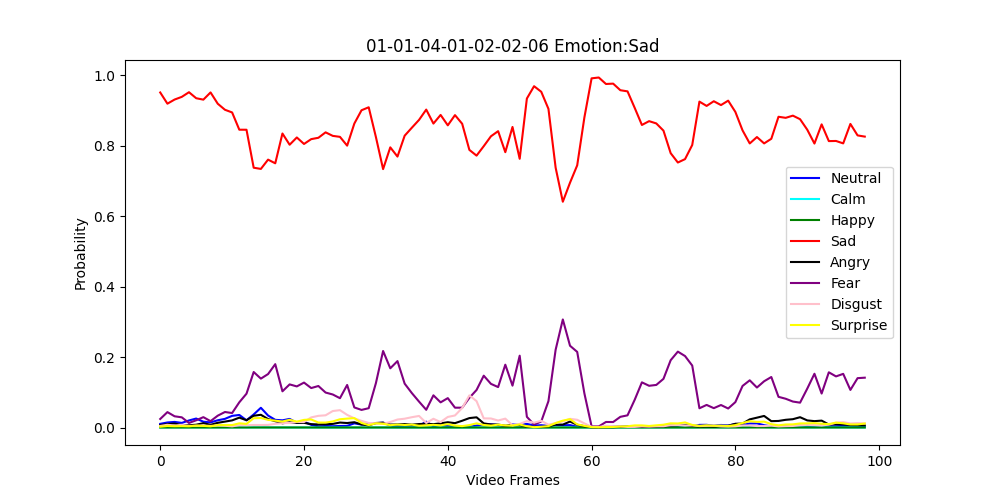 01-01-04-01-02-02-06 Emotion:Sad
1.0
0.8
0.6
0.4
0.2
0.0
Probability
0
20
40
60
80
100
Video Frames
Neutral
Calm
Happy
Sad
Angry
Fear
Disgust
Surprise